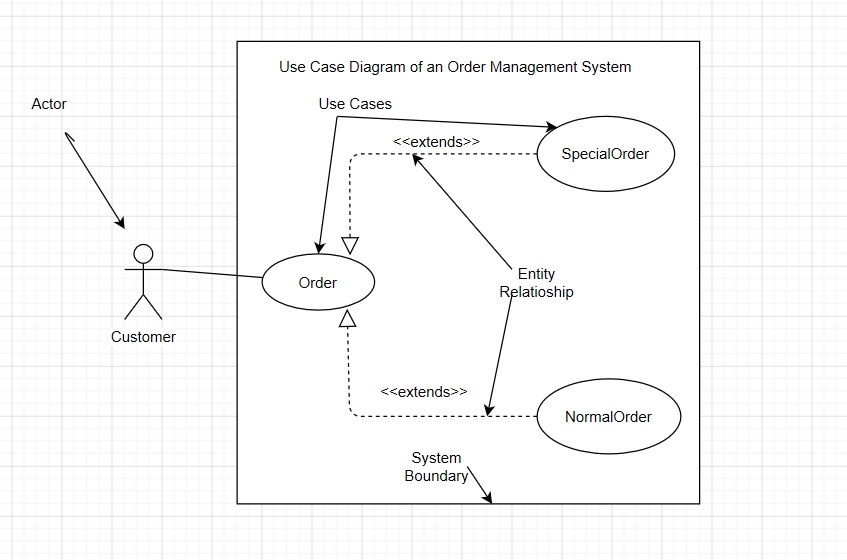 Use Case Diagram of an Order Management System
Actor
Use Cases
<<extends>>
SpecialOrder
Entity
Relatioship
Order
Customer
<<extends>>
NormalOrder
System
Boundary